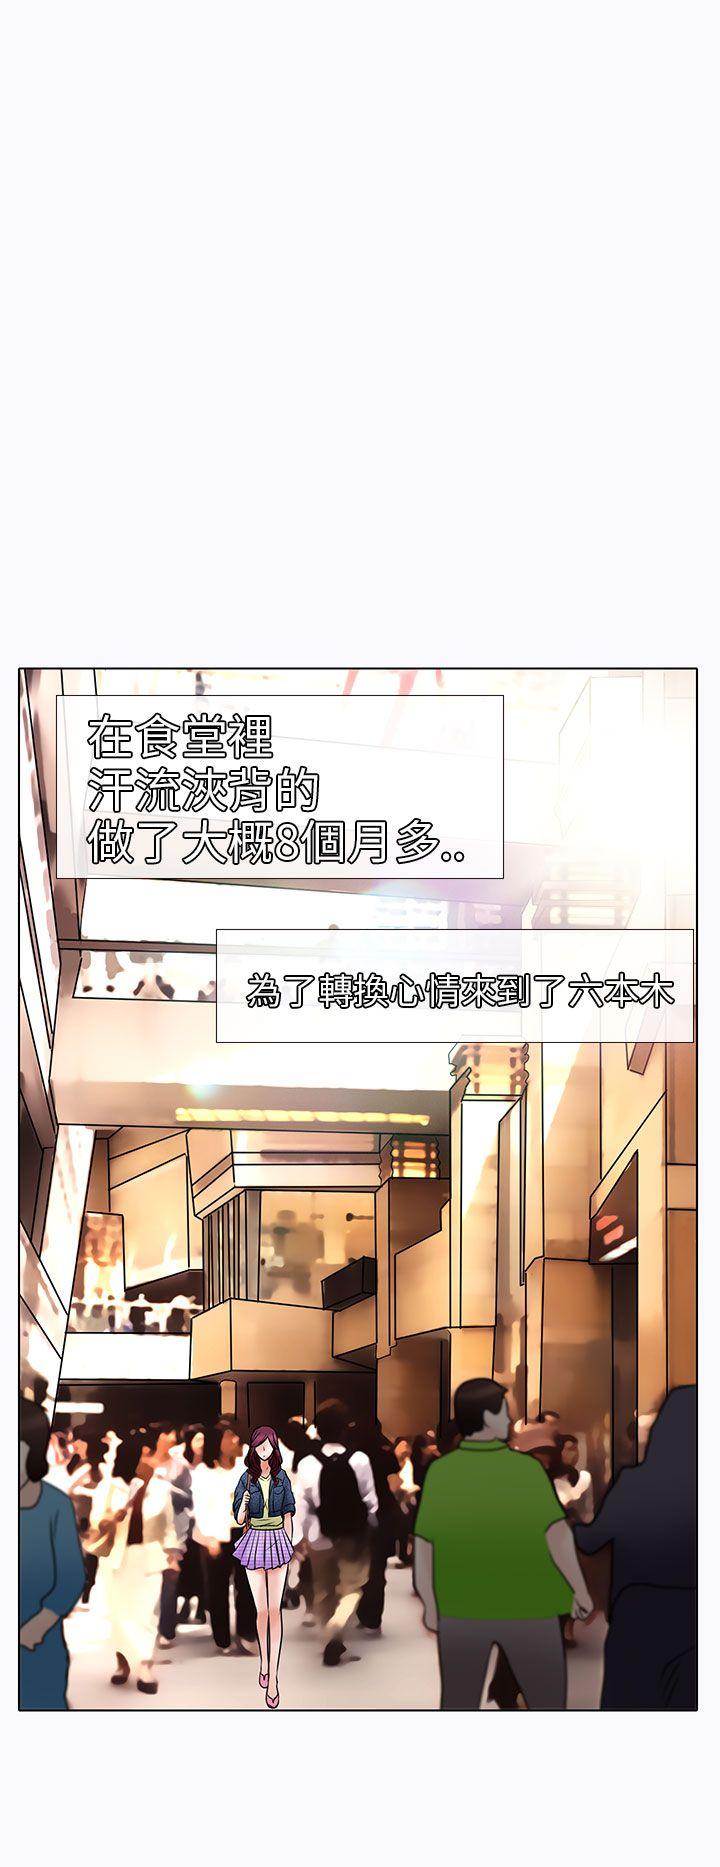 在食堂裡
汗流浹背的
做了大概8個月多..
為了轉換心情來到了六本木